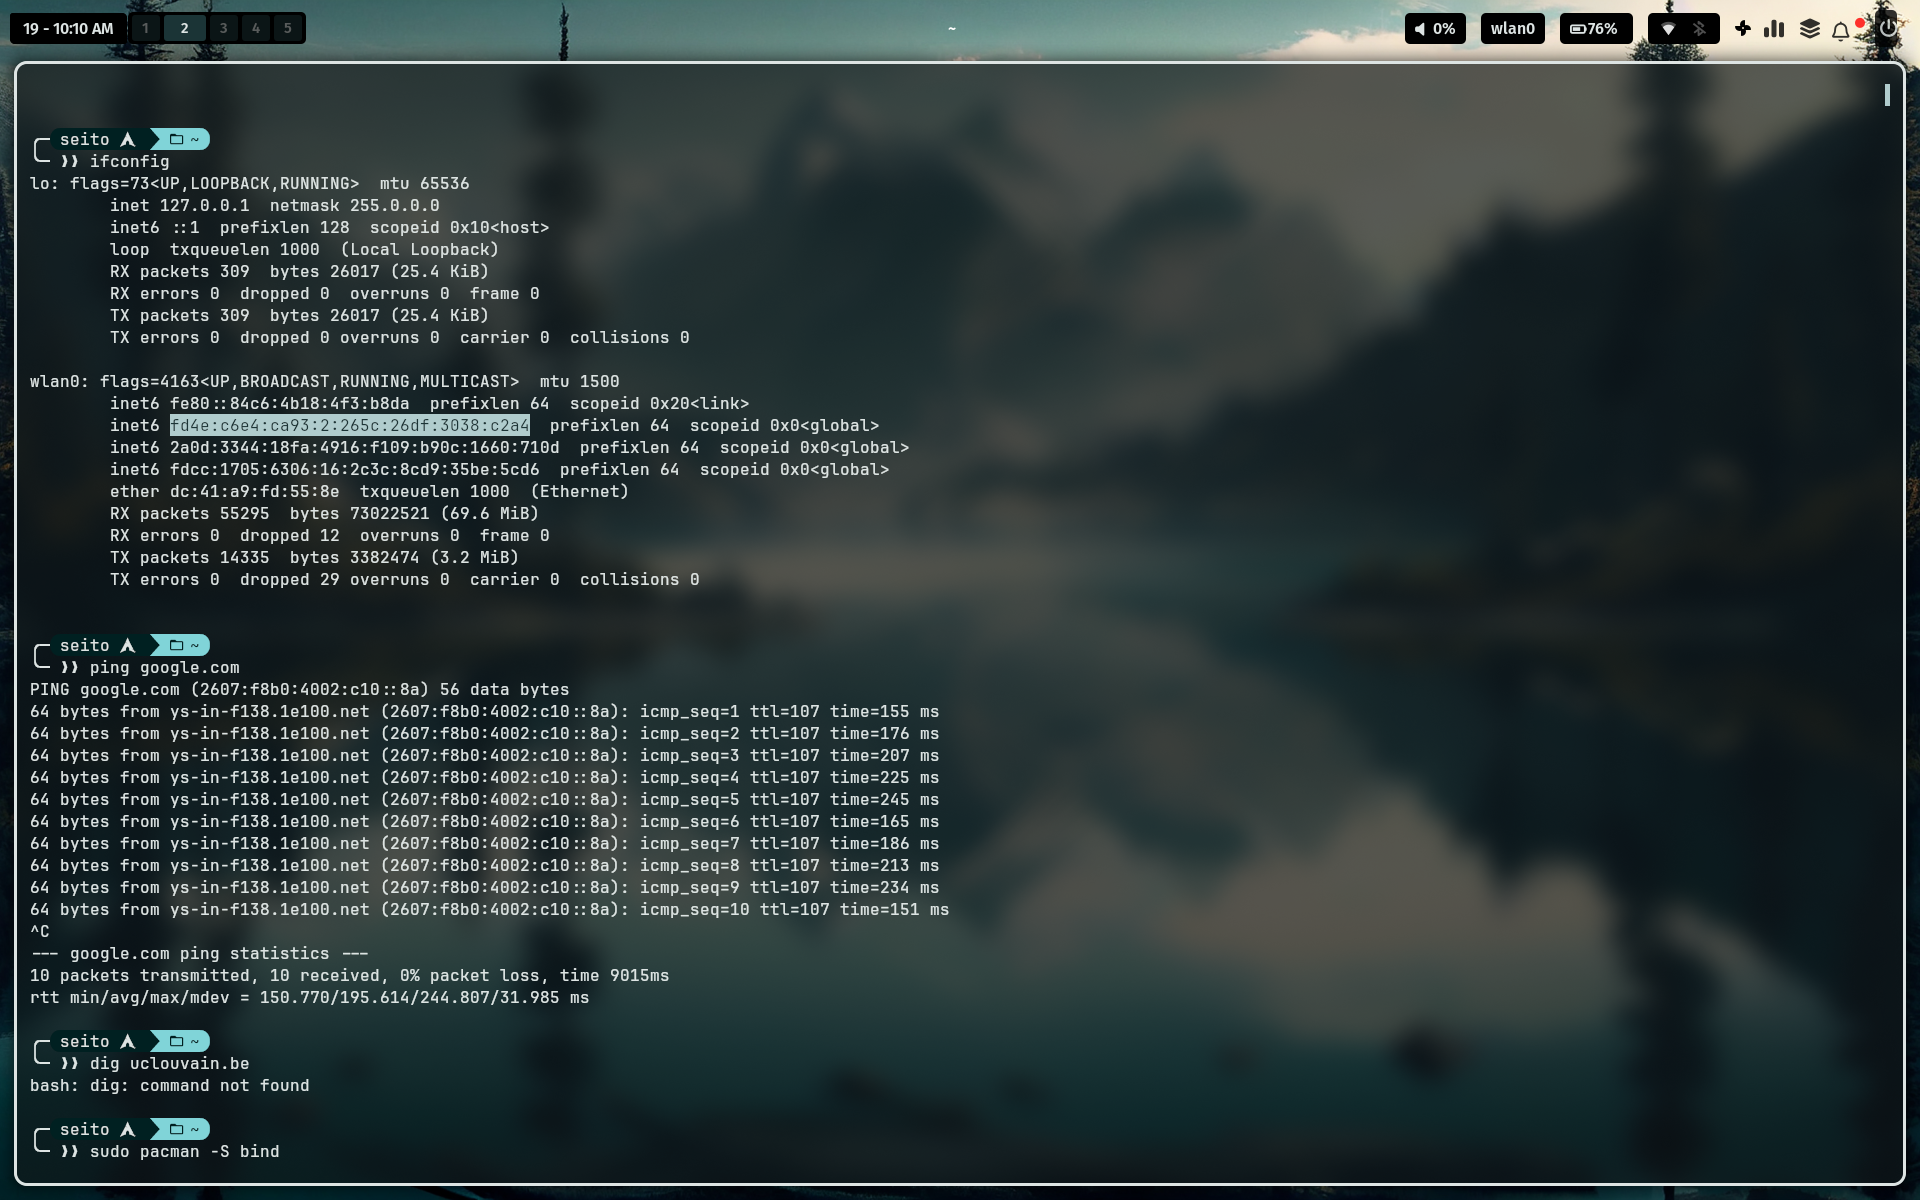 19 - 10:10 AM 1 2 3 4 5 ~ 0% wlan0 76%
seito ~
❫❫ ifconfig
lo: flags=73<UP,LOOPBACK,RUNNING>  mtu 65536
inet 127.0.0.1  netmask 255.0.0.0
inet6 ::1  prefixlen 128  scopeid 0x10<host>
loop  txqueuelen 1000  (Local Loopback)
RX packets 309  bytes 26017 (25.4 KiB)
RX errors 0  dropped 0  overruns 0  frame 0
TX packets 309  bytes 26017 (25.4 KiB)
TX errors 0  dropped 0 overruns 0  carrier 0  collisions 0
wlan0: flags=4163<UP,BROADCAST,RUNNING,MULTICAST>  mtu 1500
inet6 fe80::84c6:4b18:4f3:b8da  prefixlen 64  scopeid 0x20<link>
inet6 fd4e:c6e4:ca93:2:265c:26df:3038:c2a4  prefixlen 64  scopeid 0x0<global>
inet6 2a0d:3344:18fa:4916:f109:b90c:1660:710d  prefixlen 64  scopeid 0x0<global>
inet6 fdcc:1705:6306:16:2c3c:8cd9:35be:5cd6  prefixlen 64  scopeid 0x0<global>
ether dc:41:a9:fd:55:8e  txqueuelen 1000  (Ethernet)
RX packets 55295  bytes 73022521 (69.6 MiB)
RX errors 0  dropped 12  overruns 0  frame 0
TX packets 14335  bytes 3382474 (3.2 MiB)
TX errors 0  dropped 29 overruns 0  carrier 0  collisions 0
seito ~
❫❫ ping google.com
PING google.com (2607:f8b0:4002:c10::8a) 56 data bytes
64 bytes from ys-in-f138.1e100.net (2607:f8b0:4002:c10::8a): icmp_seq=1 ttl=107 time=155 ms
64 bytes from ys-in-f138.1e100.net (2607:f8b0:4002:c10::8a): icmp_seq=2 ttl=107 time=176 ms
64 bytes from ys-in-f138.1e100.net (2607:f8b0:4002:c10::8a): icmp_seq=3 ttl=107 time=207 ms
64 bytes from ys-in-f138.1e100.net (2607:f8b0:4002:c10::8a): icmp_seq=4 ttl=107 time=225 ms
64 bytes from ys-in-f138.1e100.net (2607:f8b0:4002:c10::8a): icmp_seq=5 ttl=107 time=245 ms
64 bytes from ys-in-f138.1e100.net (2607:f8b0:4002:c10::8a): icmp_seq=6 ttl=107 time=165 ms
64 bytes from ys-in-f138.1e100.net (2607:f8b0:4002:c10::8a): icmp_seq=7 ttl=107 time=186 ms
64 bytes from ys-in-f138.1e100.net (2607:f8b0:4002:c10::8a): icmp_seq=8 ttl=107 time=213 ms
64 bytes from ys-in-f138.1e100.net (2607:f8b0:4002:c10::8a): icmp_seq=9 ttl=107 time=234 ms
64 bytes from ys-in-f138.1e100.net (2607:f8b0:4002:c10::8a): icmp_seq=10 ttl=107 time=151 ms
^C
--- google.com ping statistics ---
10 packets transmitted, 10 received, 0% packet loss, time 9015ms
rtt min/avg/max/mdev = 150.770/195.614/244.807/31.985 ms
seito ~
❫❫ dig uclouvain.be
bash: dig: command not found
seito ~
❫❫ sudo pacman -S bind